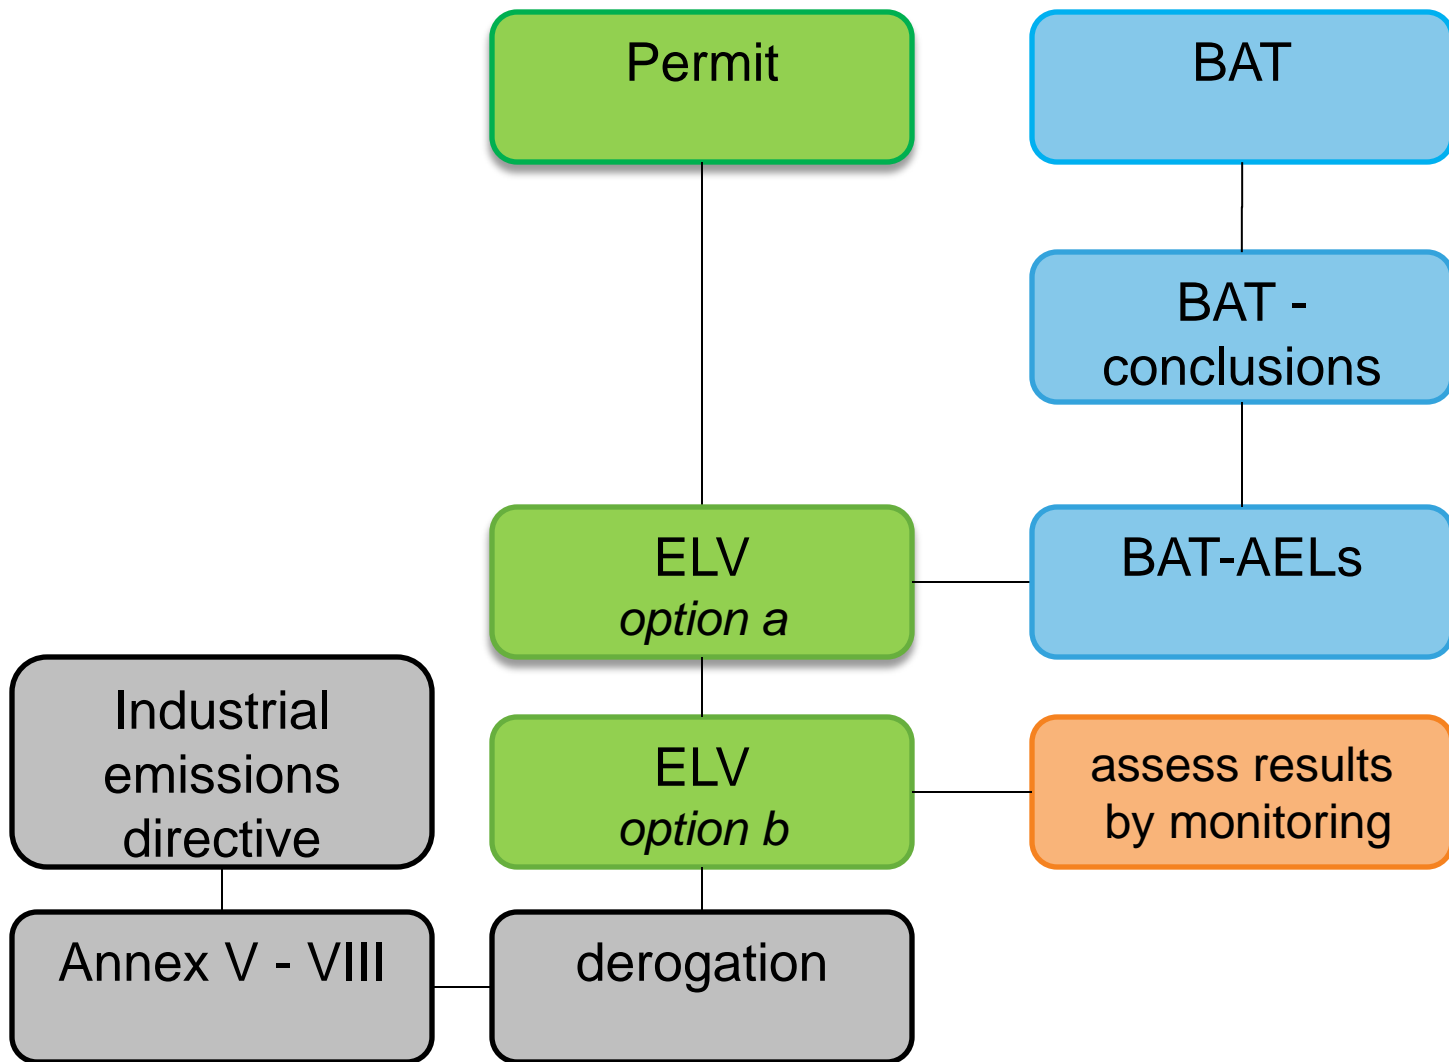 Permit
BAT
BAT -
conclusions
ELV
option a
BAT-AELs
Industrial
emissions
directive
ELV
option b
assess results
by monitoring
Annex V - VIII
derogation